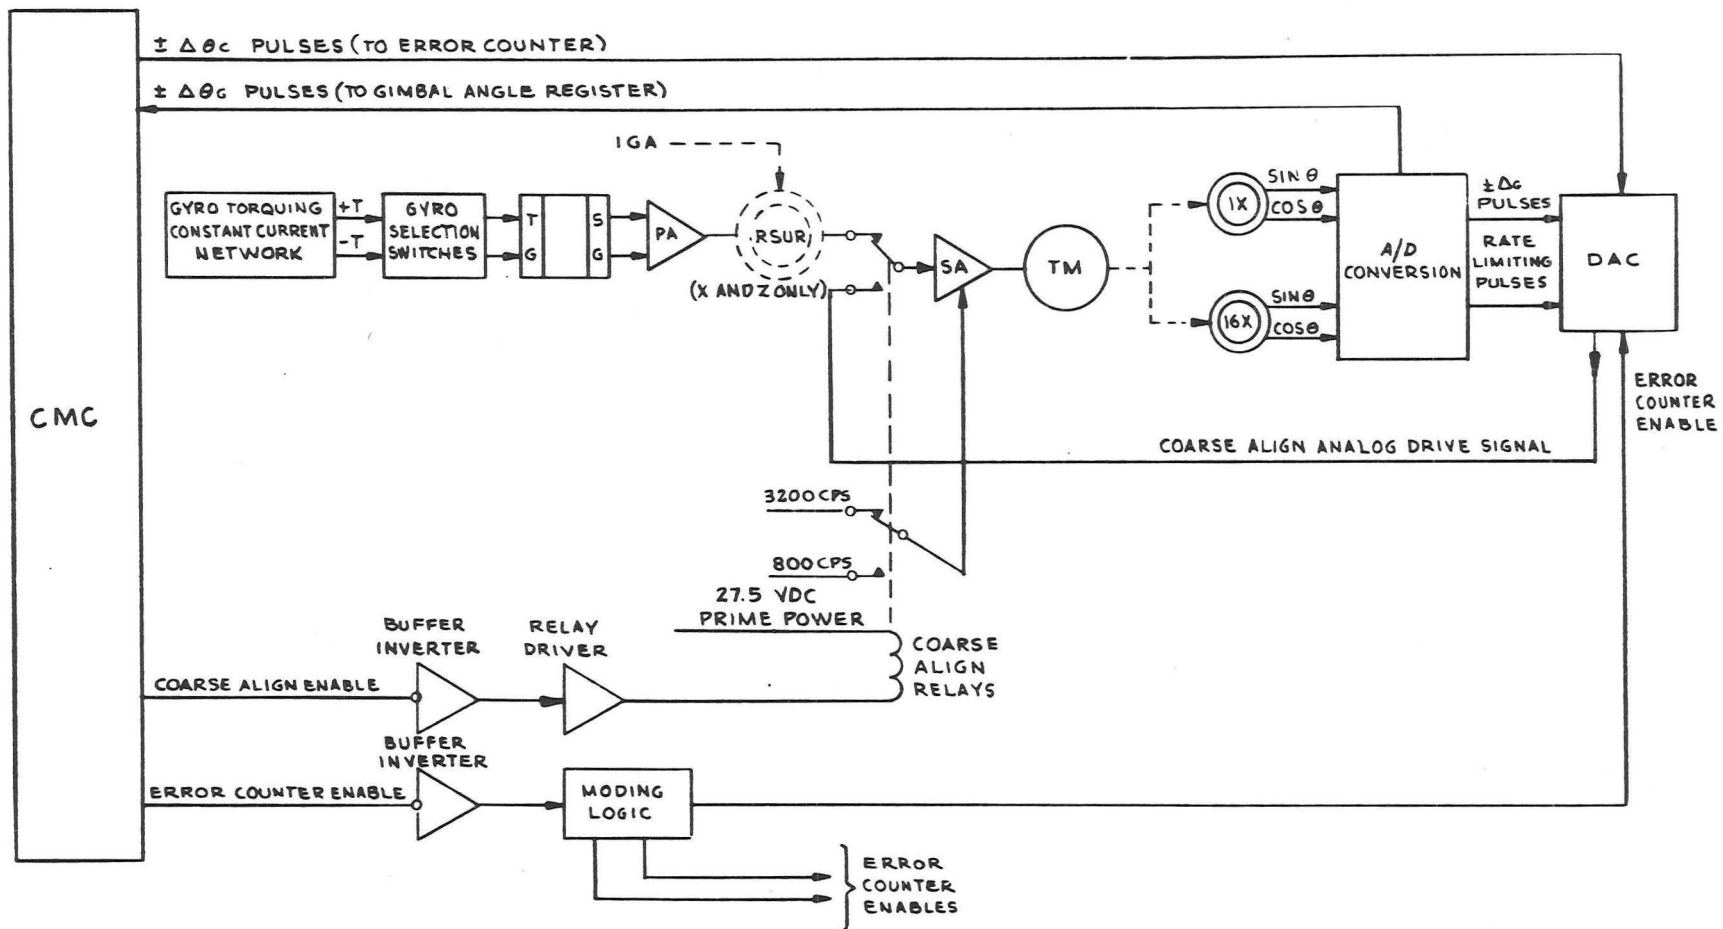 ± Δθc PULSES (TO ERROR COUNTER)
± ΔθG PULSES (TO GIMBAL ANGLE REGISTER)
CMC
IGA
GYRO TORQUING
CONSTANT CURRENT
NETWORK
+T
-T
GYRO
SELECTION
SWITCHES
T
G
S
G
PA
RSUR
(X AND Z ONLY)
SA
TM
1X
SIN θ
COS θ
16X
SIN θ
COS θ
A/D
CONVERSION
± ΔG
PULSES
RATE
LIMITING
PULSES
DAC
ERROR
COUNTER
ENABLE
COARSE ALIGN ANALOG DRIVE SIGNAL
3200 CPS
800 CPS
27.5 VDC
PRIME POWER
COARSE
ALIGN
RELAYS
BUFFER
INVERTER
RELAY
DRIVER
COARSE ALIGN ENABLE
BUFFER
INVERTER
ERROR COUNTER ENABLE
MODING
LOGIC
ERROR
COUNTER
ENABLES